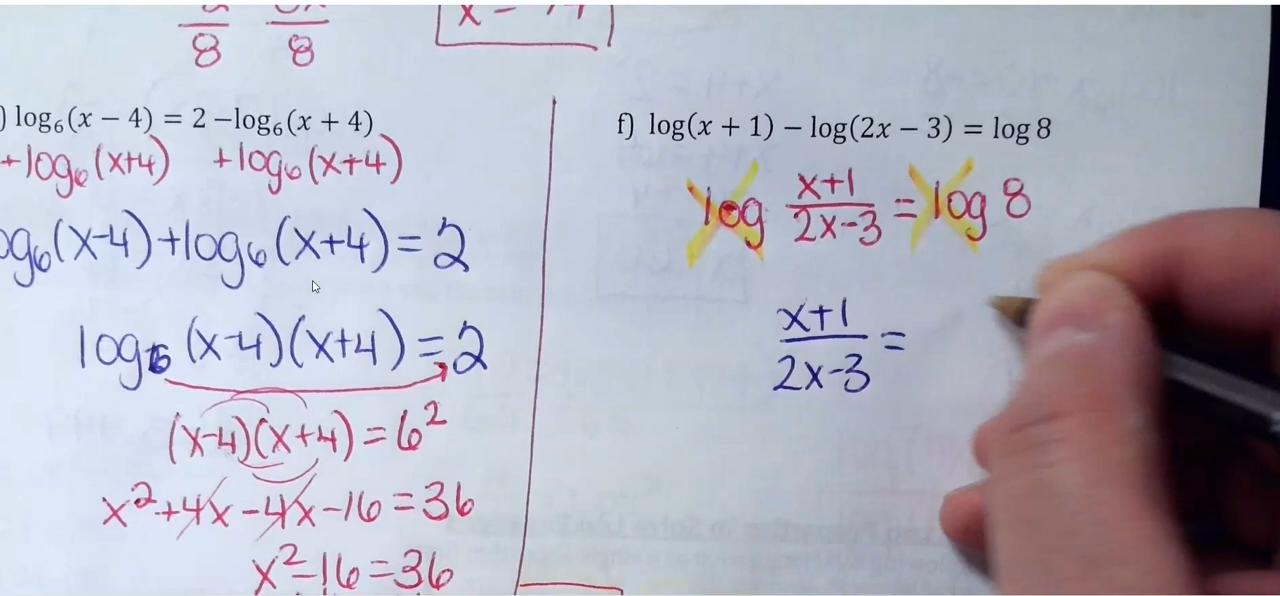 8 8
) log₆(x − 4) = 2 −log₆(x + 4)
+log₆(x+4) +log₆(x+4)
og₆(x-4)+log₆(x+4)=2
log₆(x-4)(x+4)=2
(x-4)(x+4)=6²
x²+4x-4x-16=36
x²-16=36
f) log(x + 1) − log(2x − 3) = log 8
log x+1/2x-3 = log 8
x+1/2x-3 =